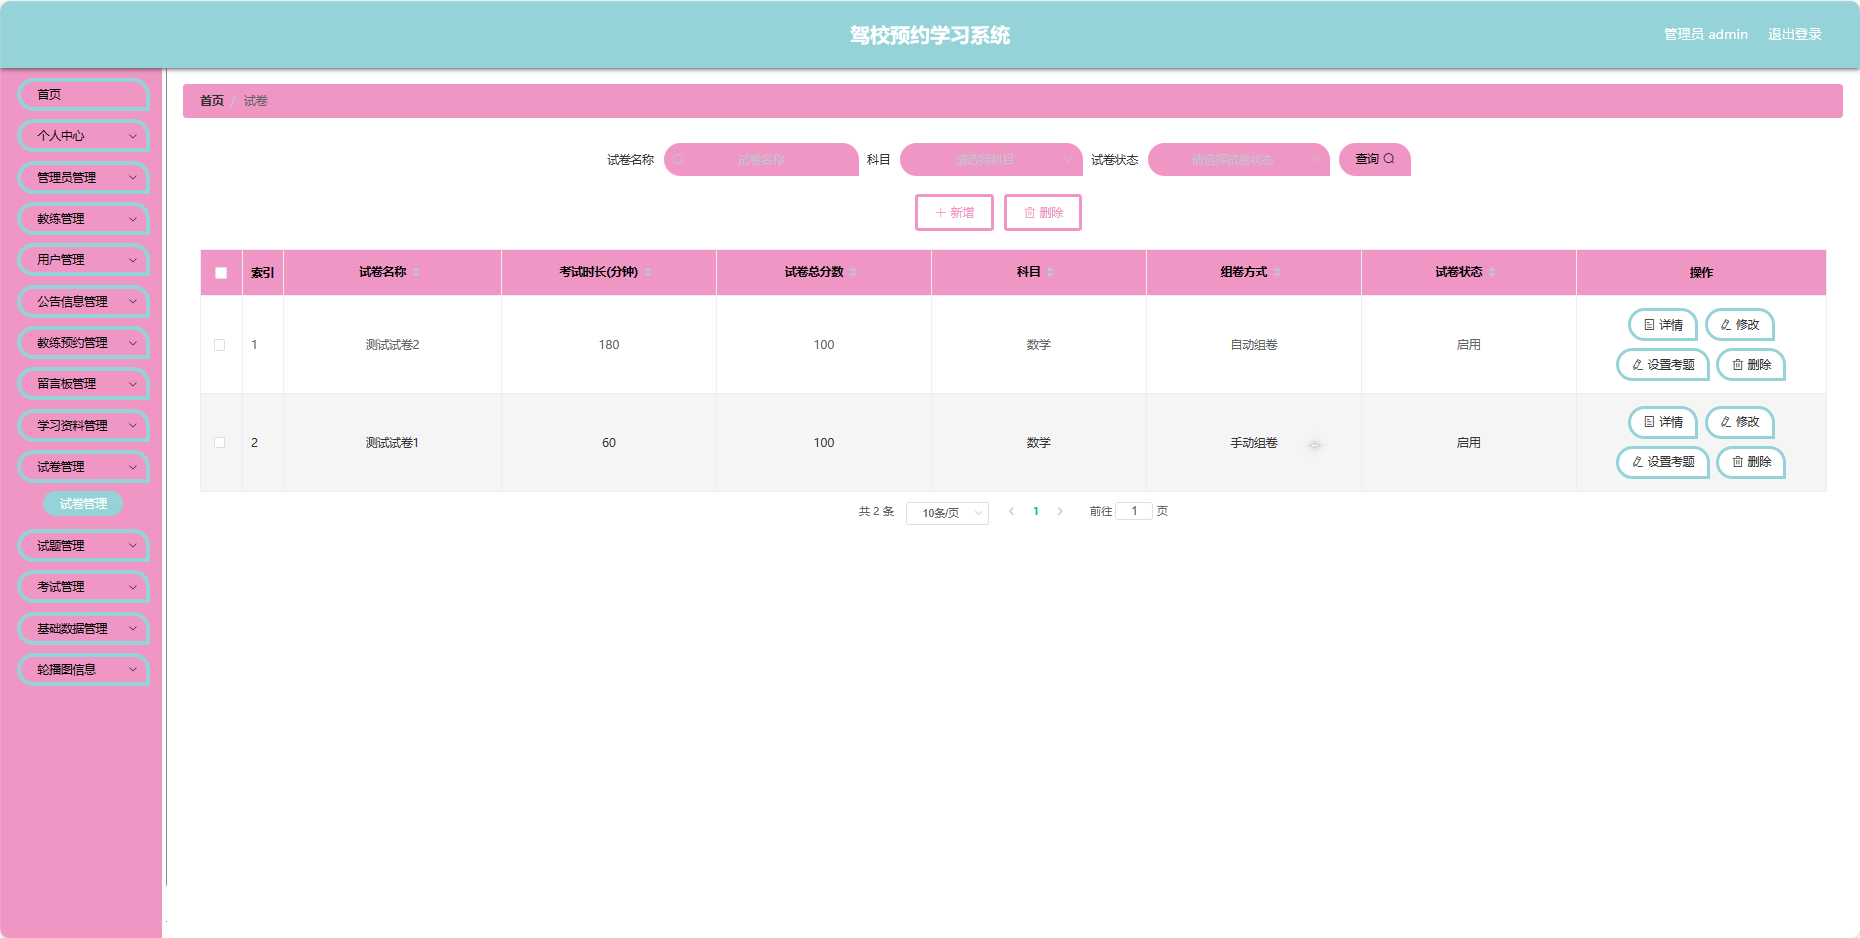 驾校预约学习系统
管理员 admin 退出登录
首页
个人中心
管理员管理
教练管理
用户管理
公告信息管理
教练预约管理
留言板管理
学习资料管理
试卷管理
试卷管理
试题管理
考试管理
基础数据管理
轮播图信息
首页 / 试卷
试卷名称 试卷名称 科目 请选择科目 试卷状态 请选择试卷状态 查询
新增 删除
索引 试卷名称 考试时长(分钟) 试卷总分数 科目 组卷方式 试卷状态 操作
1 测试试卷2 180 100 数学 自动组卷 启用 详情 修改
设置考题 删除
2 测试试卷1 60 100 数学 手动组卷 启用 详情 修改
设置考题 删除
共 2 条 10条/页 1 前往 1 页